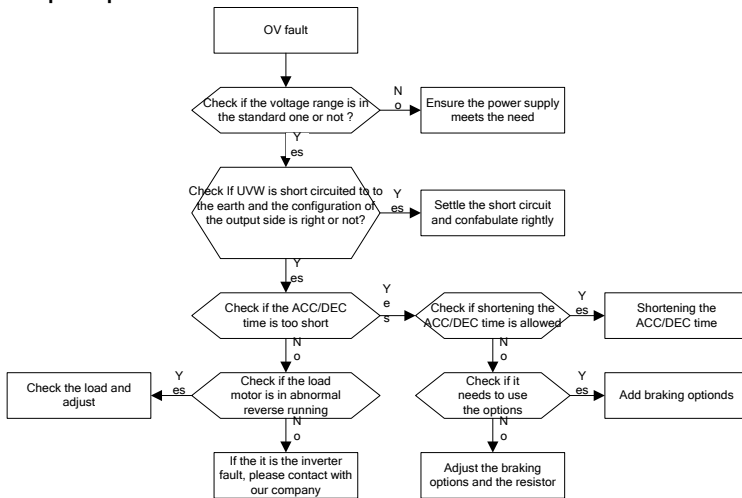 OV fault
Check if the voltage range is in
the standard one or not ?
N
o
Ensure the power supply
meets the need
Y
es
Check If UVW is short circuited to to
the earth and the configuration of
the output side is right or not?
Y
es
Settle the short circuit
and confabulate rightly
Y
es
Check if the ACC/DEC
time is too short
Y
e
s
Check if shortening the
ACC/DEC time is allowed
Y
es
Shortening the
ACC/DEC time
N
o
N
o
Check the load and
adjust
Y
es
Check if the load
motor is in abnormal
reverse running
Check if it
needs to use
the options
Y
es
Add braking optionds
N
o
N
o
If the it is the inverter
fault, please contact with
our company
Adjust the braking
options and the resistor